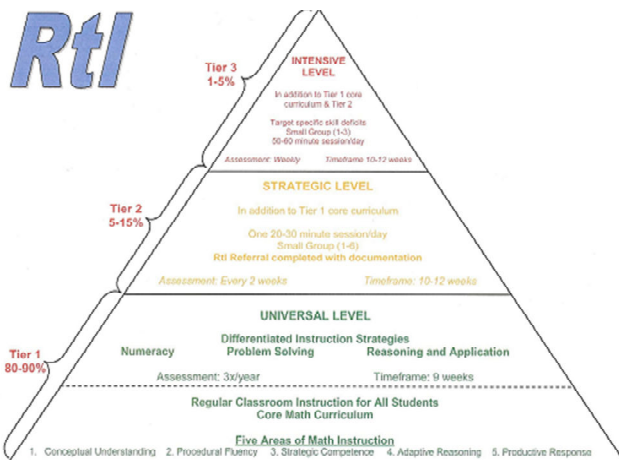 RtI
Tier 3
1-5%
INTENSIVE
LEVEL
In addition to Tier 1 core
curriculum & Tier 2
Target specific skill deficits
Small Group (1-3)
50-60 minute session/day
Assessment: Weekly Timeframe 10-12 weeks
Tier 2
5-15%
STRATEGIC LEVEL
In addition to Tier 1 core curriculum
One 20-30 minute session/day
Small Group (1-6)
RtI Referral completed with documentation
Assessment: Every 2 weeks Timeframe: 10-12 weeks
Tier 1
80-90%
UNIVERSAL LEVEL
Differentiated Instruction Strategies
Numeracy Problem Solving Reasoning and Application
Assessment: 3x/year Timeframe: 9 weeks
Regular Classroom Instruction for All Students
Core Math Curriculum
Five Areas of Math Instruction
1. Conceptual Understanding 2. Procedural Fluency 3. Strategic Competence 4. Adaptive Reasoning 5. Productive Response